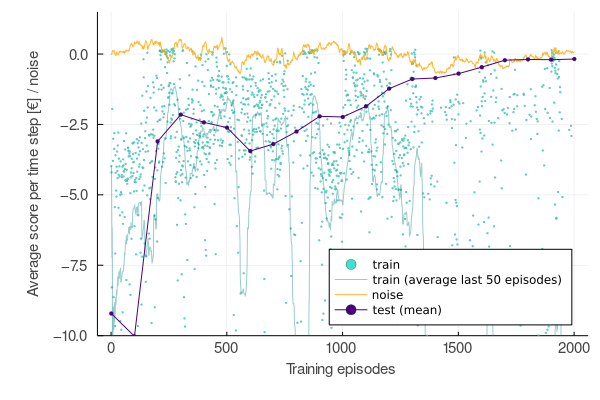 Average score per time step [€] / noise
0.0
−2.5
−5.0
−7.5
−10.0
train
train (average last 50 episodes)
noise
test (mean)
0
500
1000
1500
2000
Training episodes